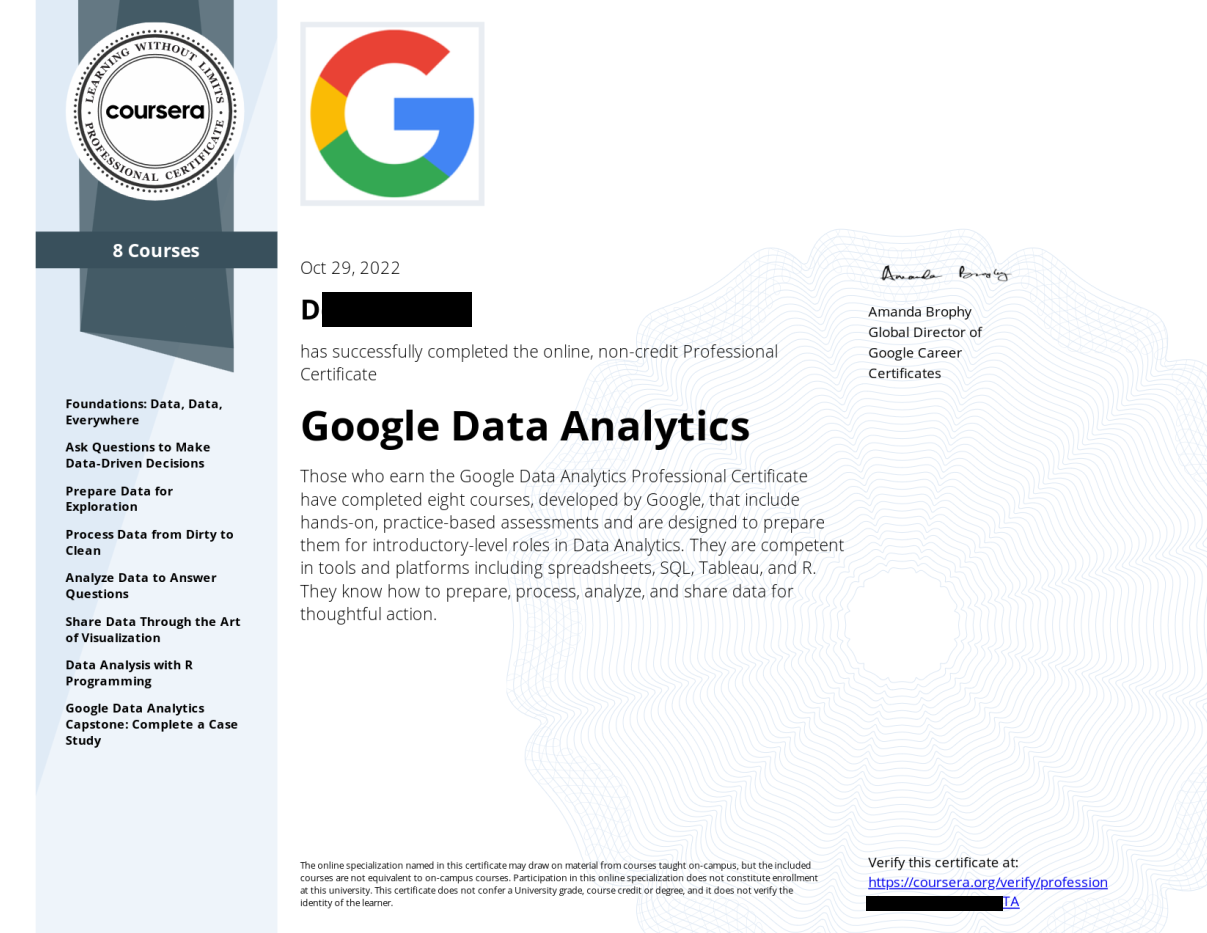 LEARNING WITHOUT LIMITS
coursera
PROFESSIONAL CERTIFICATE
8 Courses
Foundations: Data, Data,
Everywhere
Ask Questions to Make
Data-Driven Decisions
Prepare Data for
Exploration
Process Data from Dirty to
Clean
Analyze Data to Answer
Questions
Share Data Through the Art
of Visualization
Data Analysis with R
Programming
Google Data Analytics
Capstone: Complete a Case
Study
Oct 29, 2022
D
has successfully completed the online, non-credit Professional
Certificate
Google Data Analytics
Those who earn the Google Data Analytics Professional Certificate
have completed eight courses, developed by Google, that include
hands-on, practice-based assessments and are designed to prepare
them for introductory-level roles in Data Analytics. They are competent
in tools and platforms including spreadsheets, SQL, Tableau, and R.
They know how to prepare, process, analyze, and share data for
thoughtful action.
Amanda Brophy
Amanda Brophy
Global Director of
Google Career
Certificates
The online specialization named in this certificate may draw on material from courses taught on-campus, but the included
courses are not equivalent to on-campus courses. Participation in this online specialization does not constitute enrollment
at this university. This certificate does not confer a University grade, course credit or degree, and it does not verify the
identity of the learner.
Verify this certificate at:
https://coursera.org/verify/profession
TA